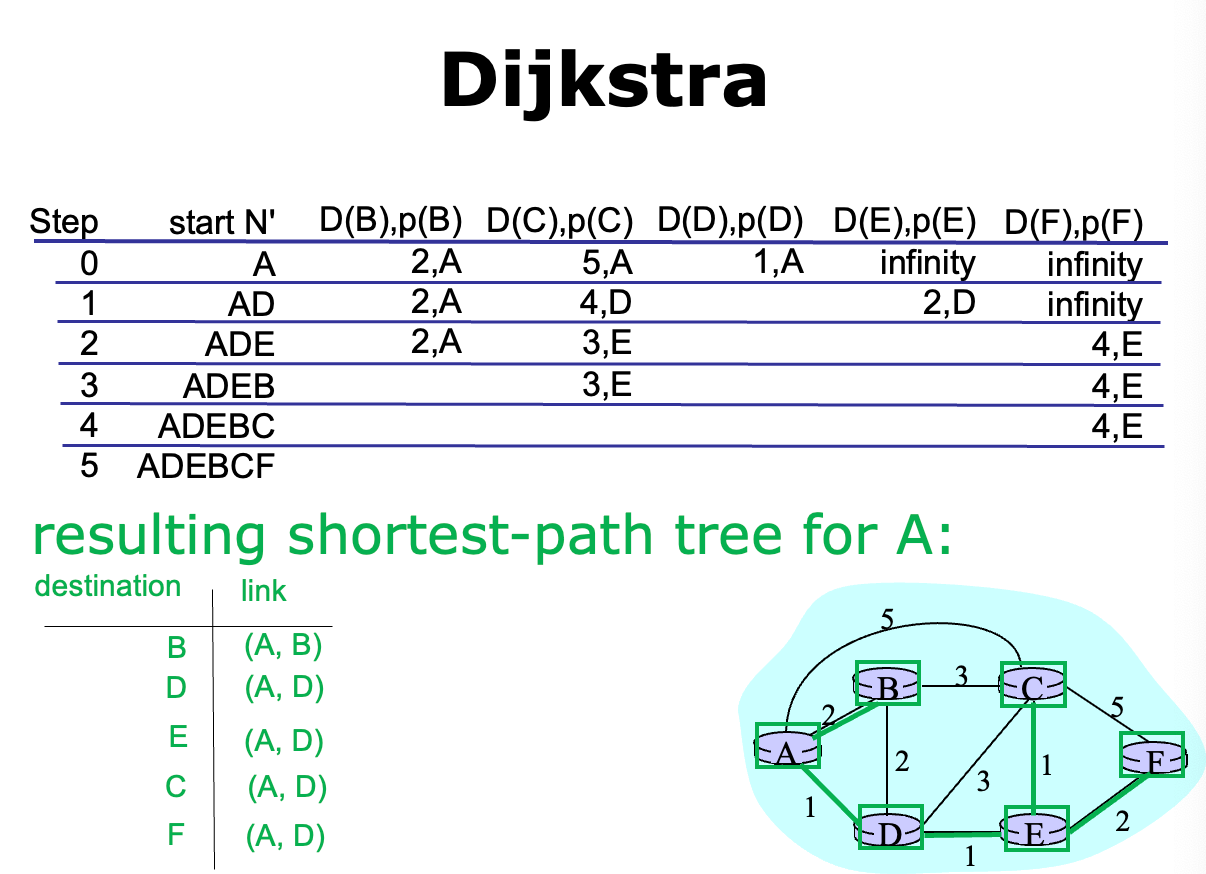 Dijkstra
Step start N' D(B),p(B) D(C),p(C) D(D),p(D) D(E),p(E) D(F),p(F)
0 A 2,A 5,A 1,A infinity infinity
1 AD 2,A 4,D 2,D infinity
2 ADE 2,A 3,E 4,E
3 ADEB 3,E 4,E
4 ADEBC 4,E
5 ADEBCF
resulting shortest-path tree for A:
destination link
B (A, B)
D (A, D)
E (A, D)
C (A, D)
F (A, D)
5
B 3 C
2 5
A F
2 3 1
1 2
D E
1